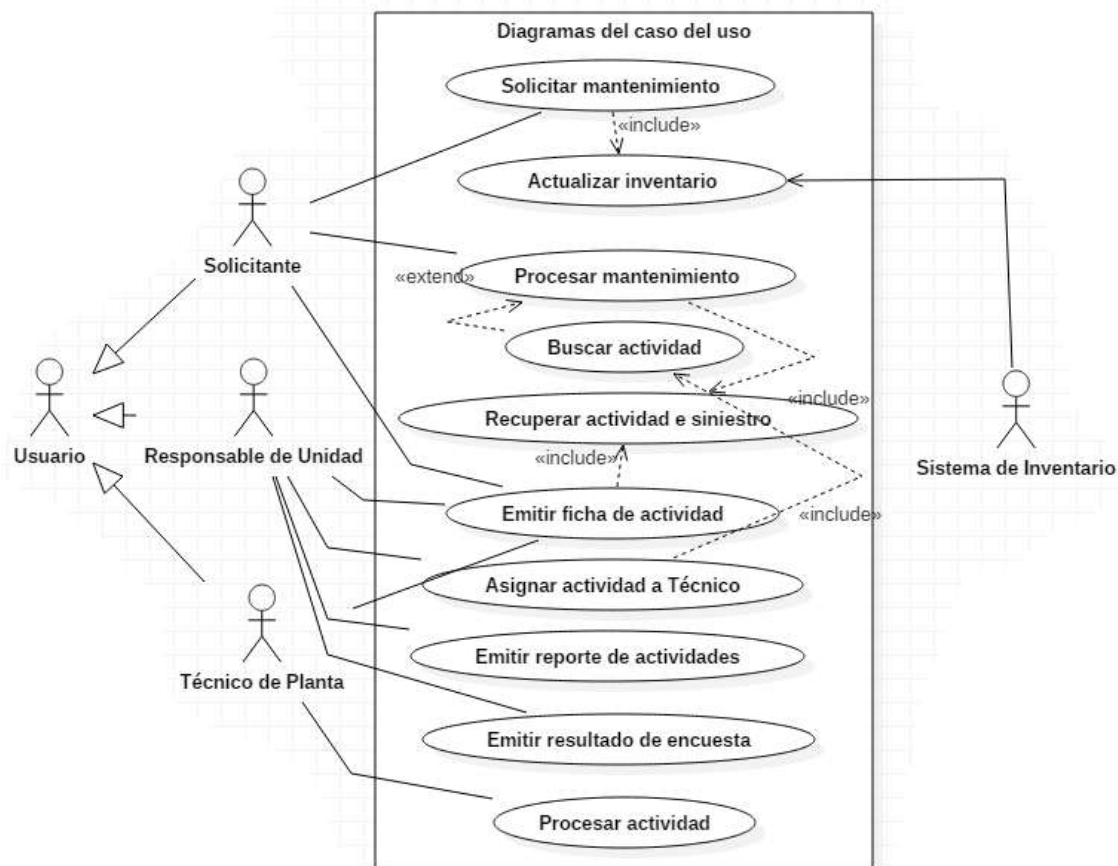 Diagramas del caso del uso
Solicitar mantenimiento
«include»
Actualizar inventario
Solicitante
«extend»
Procesar mantenimiento
Buscar actividad
«include»
Recuperar actividad e siniestro
Usuario
Responsable de Unidad
«include»
Sistema de Inventario
Emitir ficha de actividad
«include»
Asignar actividad a Técnico
Emitir reporte de actividades
Técnico de Planta
Emitir resultado de encuesta
Procesar actividad